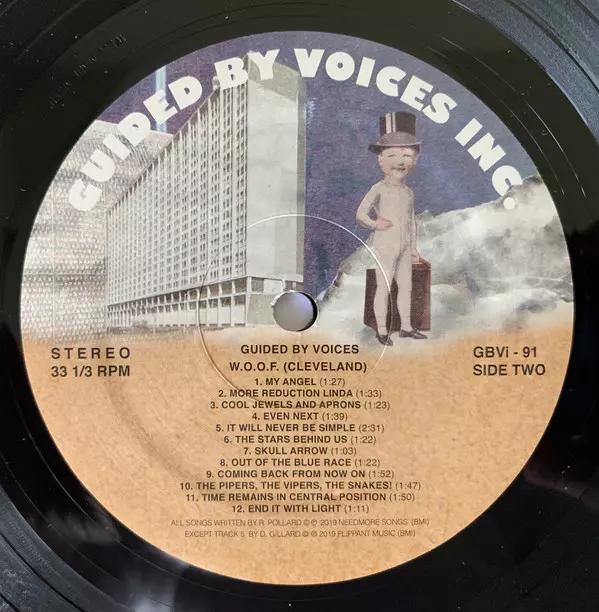 GUIDED BY VOICES INC.
STEREO
33 1/3 RPM
GBVi - 91
SIDE TWO
GUIDED BY VOICES
W.O.O.F. (CLEVELAND)
1. MY ANGEL (1:27)
2. MORE REDUCTION LINDA (1:33)
3. COOL JEWELS AND APRONS (1:23)
4. EVEN NEXT (1:39)
5. IT WILL NEVER BE SIMPLE (2:31)
6. THE STARS BEHIND US (1:22)
7. SKULL ARROW (1:03)
8. OUT OF THE BLUE RACE (1:22)
9. COMING BACK FROM NOW ON (1:52)
10. THE PIPERS, THE VIPERS, THE SNAKES! (1:47)
11. TIME REMAINS IN CENTRAL POSITION (1:50)
12. END IT WITH LIGHT (1:11)
ALL SONGS WRITTEN BY R. POLLARD © ℗ 2019 NEEDMORE SONGS (BMI)
EXCEPT TRACK 5 BY D. GILLARD © ℗ 2019 FLIPPANT MUSIC (BMI)